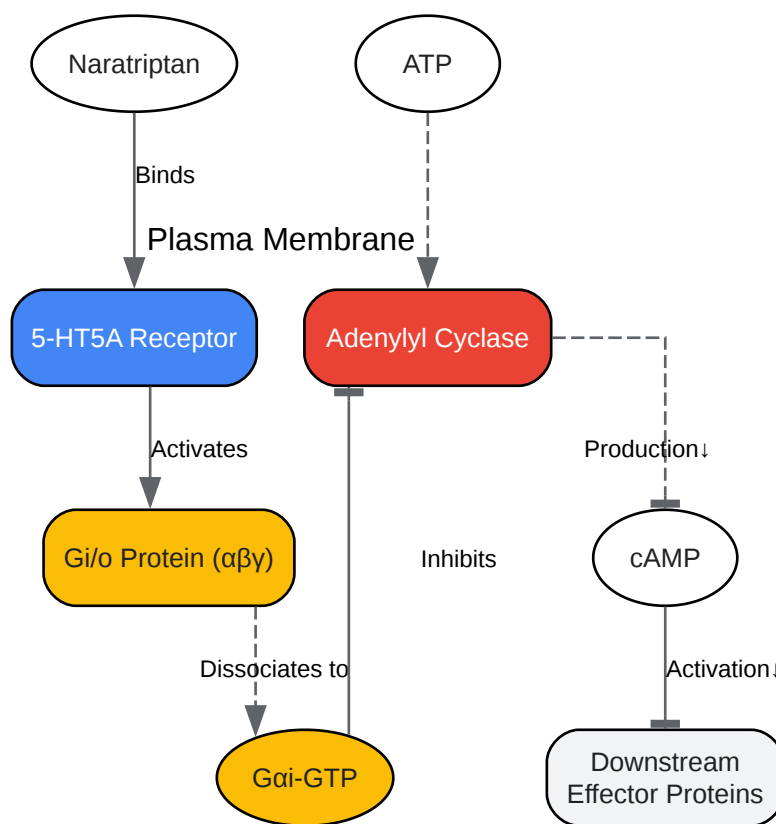 Naratriptan
ATP
Binds
Plasma Membrane
5-HT5A Receptor
Adenylyl Cyclase
Activates
Production↓
Gi/o Protein (αβγ)
Inhibits
cAMP
Dissociates to
Activation↓
Gαi-GTP
Downstream
Effector Proteins